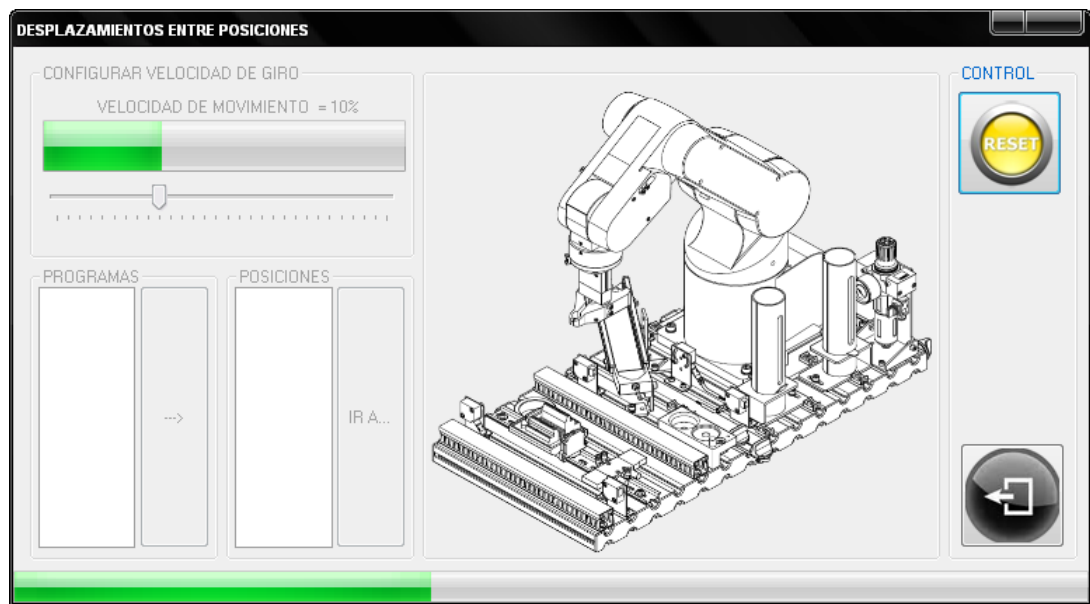 DESPLAZAMIENTOS ENTRE POSICIONES
CONFIGURAR VELOCIDAD DE GIRO
VELOCIDAD DE MOVIMIENTO = 10%
PROGRAMAS
--->
POSICIONES
IR A...
CONTROL
RESET